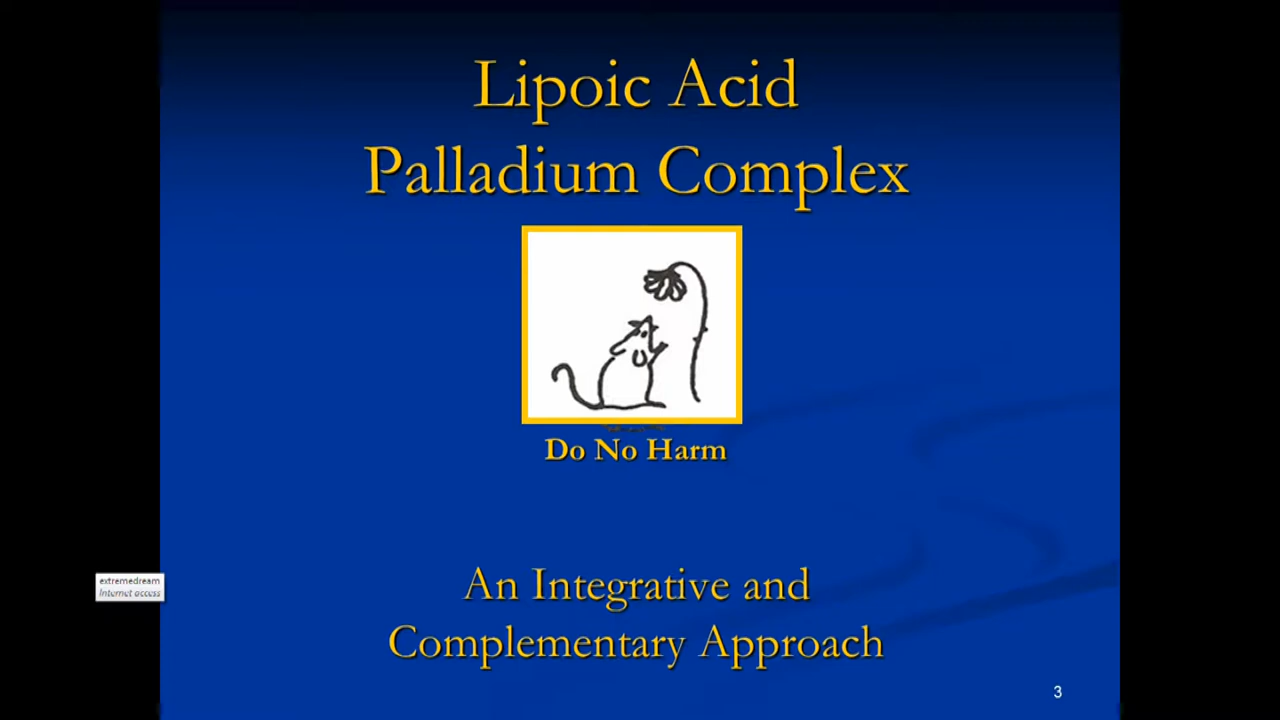 Lipoic Acid
Palladium Complex
Do No Harm
extremedream
Internet access
An Integrative and
Complementary Approach
3